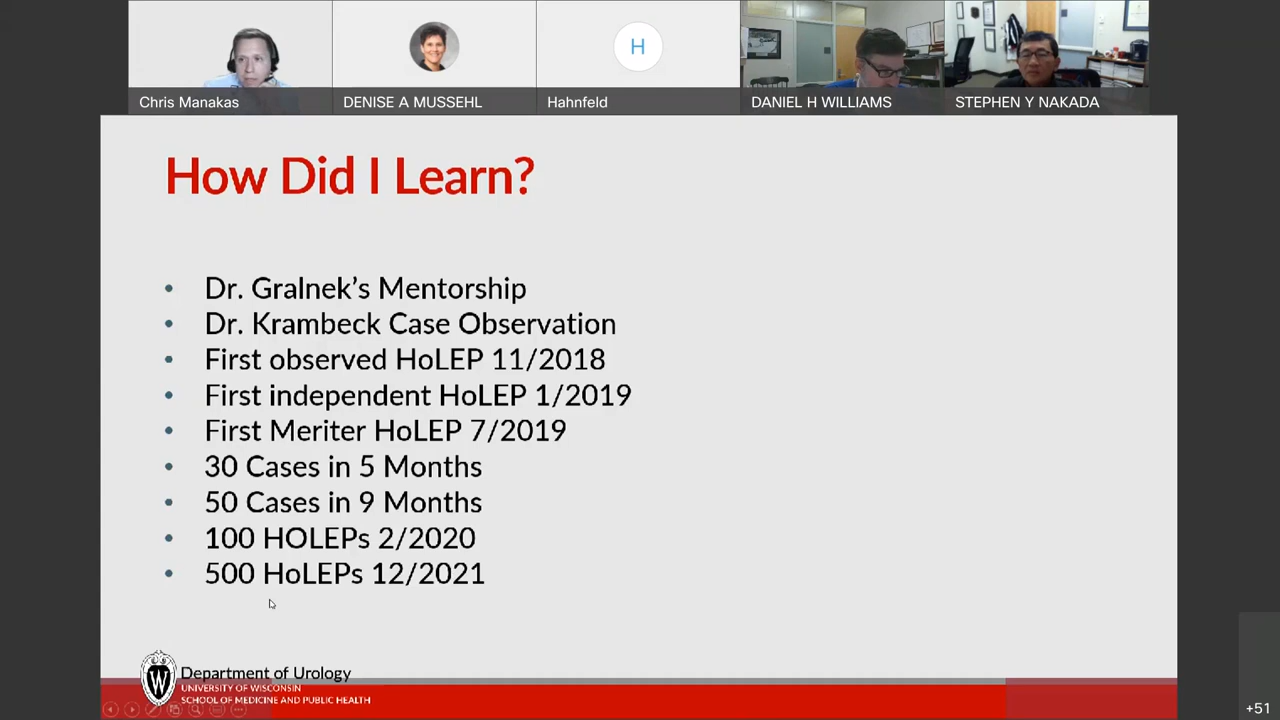 H
Chris Manakas
DENISE A MUSSEHL
Hahnfeld
DANIEL H WILLIAMS
STEPHEN Y NAKADA
How Did I Learn?
• Dr. Gralnek's Mentorship
• Dr. Krambeck Case Observation
• First observed HoLEP 11/2018
• First independent HoLEP 1/2019
• First Meriter HoLEP 7/2019
• 30 Cases in 5 Months
• 50 Cases in 9 Months
• 100 HOLEPs 2/2020
• 500 HoLEPs 12/2021
W
Department of Urology
UNIVERSITY OF WISCONSIN
SCHOOL OF MEDICINE AND PUBLIC HEALTH
+51